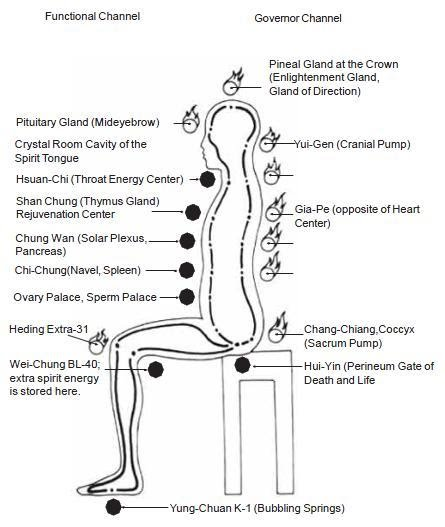 Functional Channel
Governor Channel
Pineal Gland at the Crown
(Enlightenment Gland,
Gland of Direction)
Pituitary Gland (Mideyebrow)
Crystal Room Cavity of the
Spirit Tongue
Yui-Gen (Cranial Pump)
Hsuan-Chi (Throat Energy Center)
Shan Chung (Thymus Gland)
Rejuvenation Center
Gia-Pe (opposite of Heart
Center)
Chung Wan (Solar Plexus,
Pancreas)
Chi-Chung(Navel, Spleen)
Ovary Palace, Sperm Palace
Heding Extra-31
Chang-Chiang,Coccyx
(Sacrum Pump)
Wei-Chung BL-40;
extra spirit energy
is stored here.
Hui-Yin (Perineum Gate of
Death and Life
Yung-Chuan K-1 (Bubbling Springs)